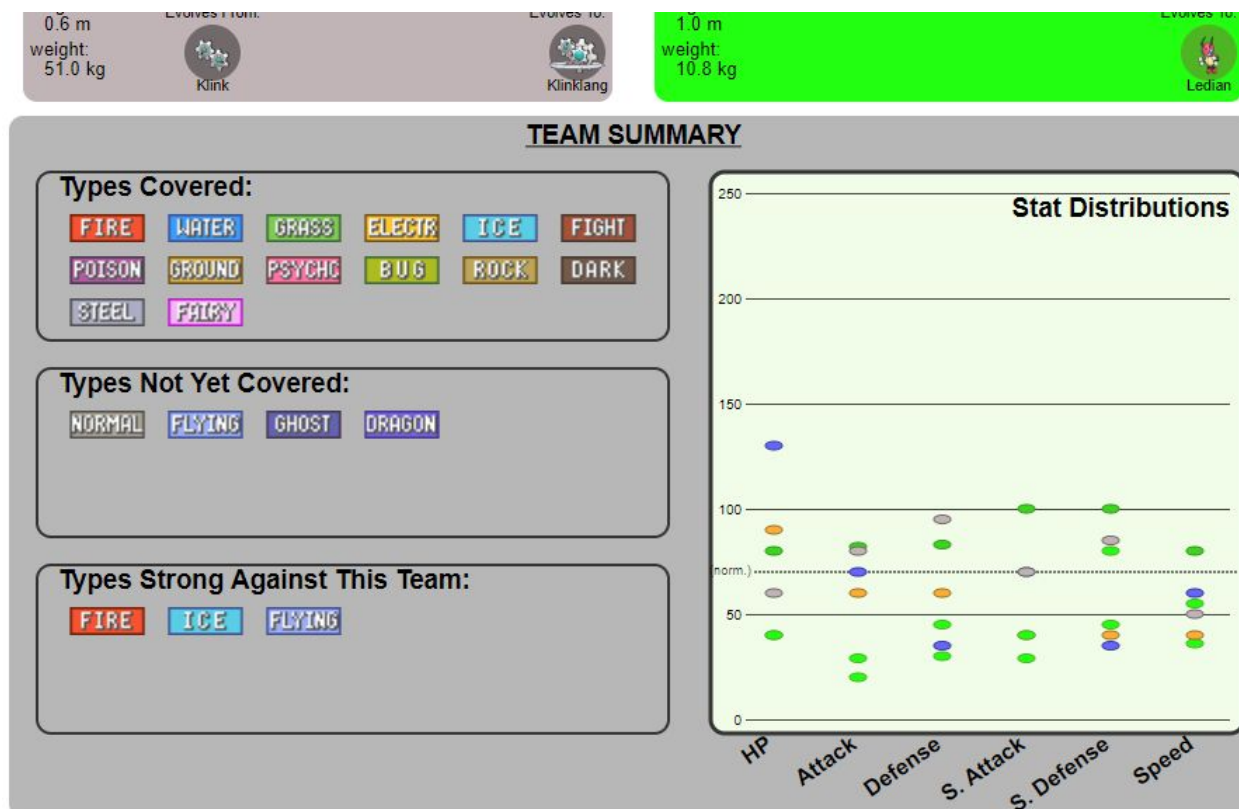 0.6 m
weight:
51.0 kg
Klink
Klinklang
1.0 m
weight:
10.8 kg
Ledian
TEAM SUMMARY
Types Covered:
FIRE WATER GRASS ELECTR ICE FIGHT
POISON GROUND PSYCHC BUG ROCK DARK
STEEL FAIRY
Types Not Yet Covered:
NORMAL FLYING GHOST DRAGON
Types Strong Against This Team:
FIRE ICE FLYING
Stat Distributions
250
200
150
100
(norm.)
50
0
HP
Attack
Defense
S. Attack
S. Defense
Speed